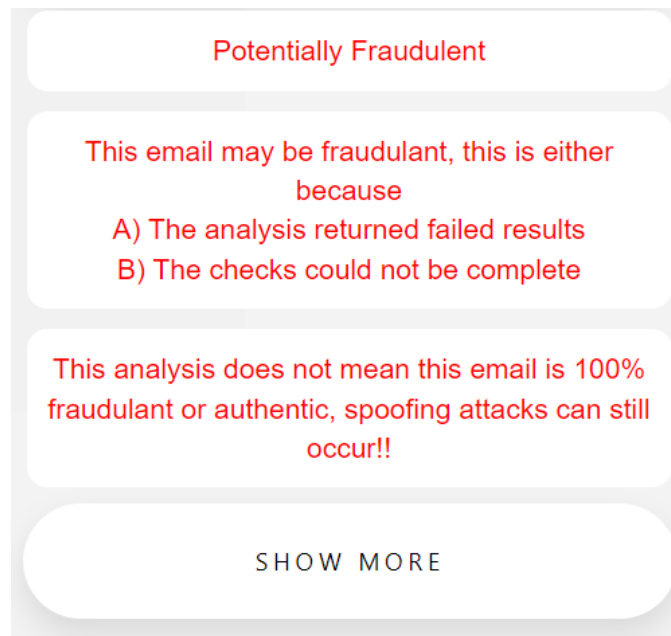 Potentially Fraudulent
This email may be fraudulant, this is either
because
A) The analysis returned failed results
B) The checks could not be complete
This analysis does not mean this email is 100%
fraudulant or authentic, spoofing attacks can still
occur!!
SHOW MORE